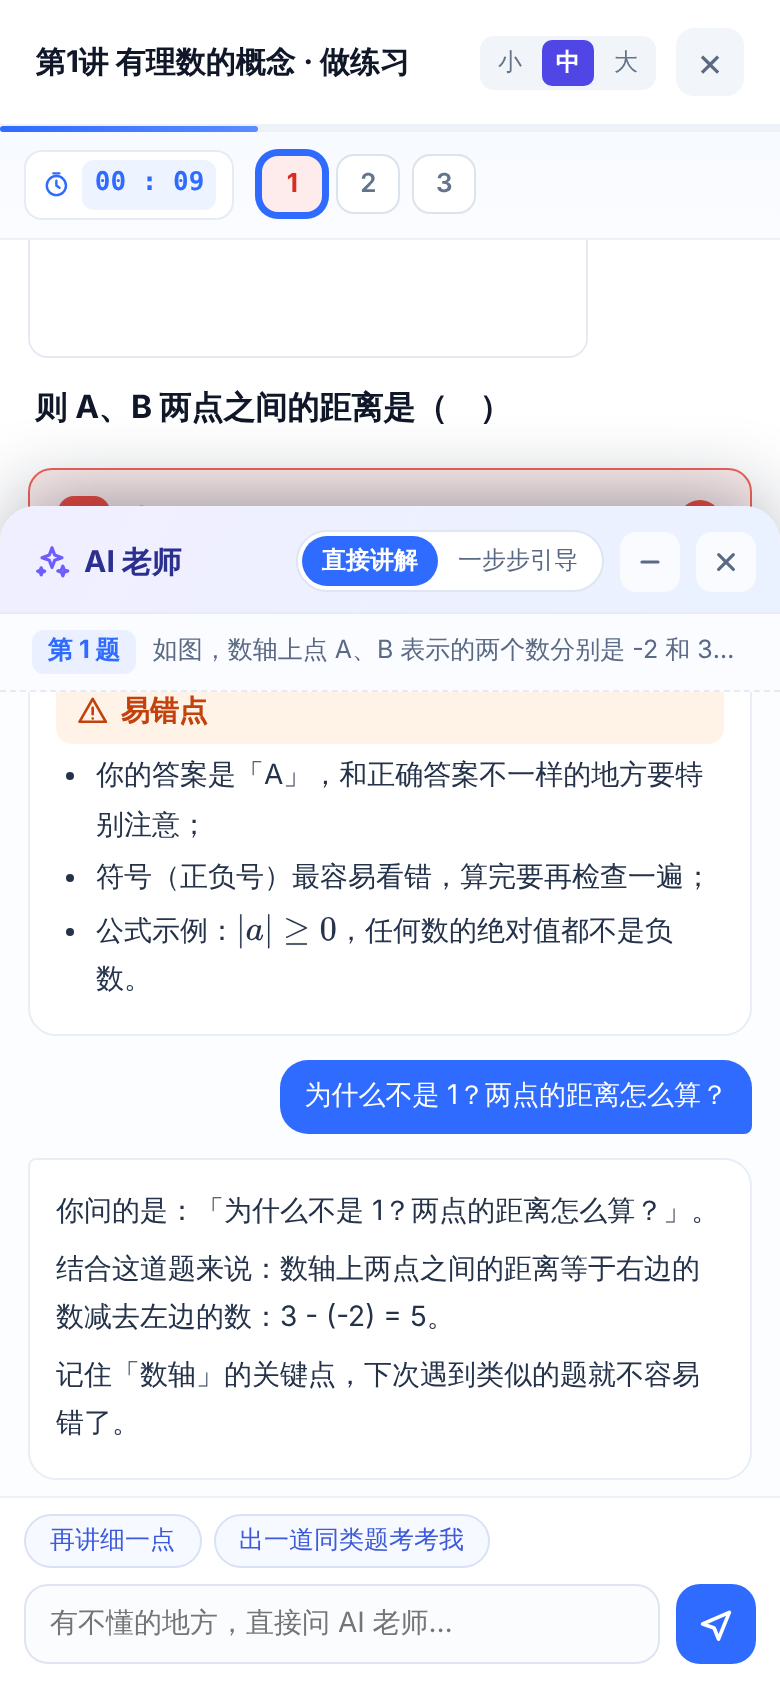 第1讲 有理数的概念 · 做练习
小 中 大
00 : 09
1 2 3
则 A、B 两点之间的距离是（ ）
AI 老师
直接讲解 一步步引导
第 1 题 如图，数轴上点 A、B 表示的两个数分别是 -2 和 3...
易错点
你的答案是「A」，和正确答案不一样的地方要特
别注意；
符号（正负号）最容易看错，算完要再检查一遍；
公式示例：|a| ≥ 0，任何数的绝对值都不是负
数。
为什么不是 1？两点的距离怎么算？
你问的是：「为什么不是 1？两点的距离怎么算？」。
结合这道题来说：数轴上两点之间的距离等于右边的
数减去左边的数：3 - (-2) = 5。
记住「数轴」的关键点，下次遇到类似的题就不容易
错了。
再讲细一点 出一道同类题考考我
有不懂的地方，直接问 AI 老师...